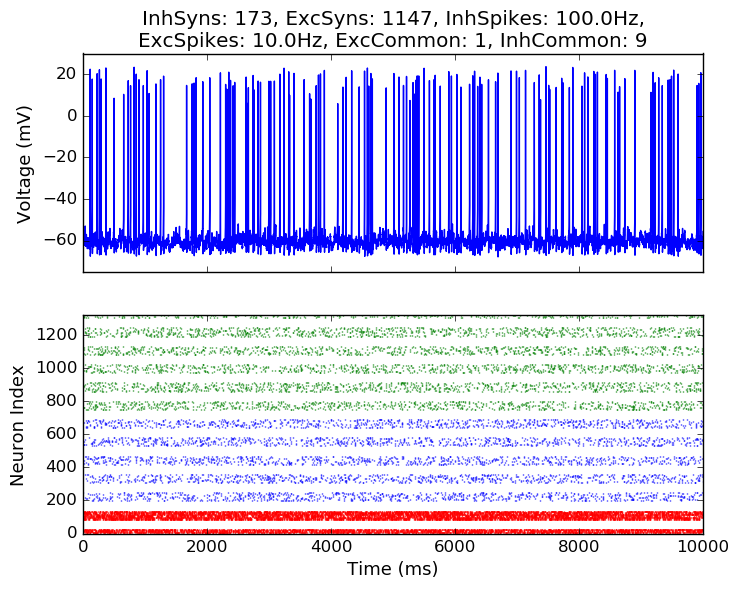 InhSyns: 173, ExcSyns: 1147, InhSpikes: 100.0Hz,
ExcSpikes: 10.0Hz, ExcCommon: 1, InhCommon: 9
20
0
−20
−40
−60
Voltage (mV)
1200
1000
800
600
400
200
0
Neuron Index
0 2000 4000 6000 8000 10000
Time (ms)